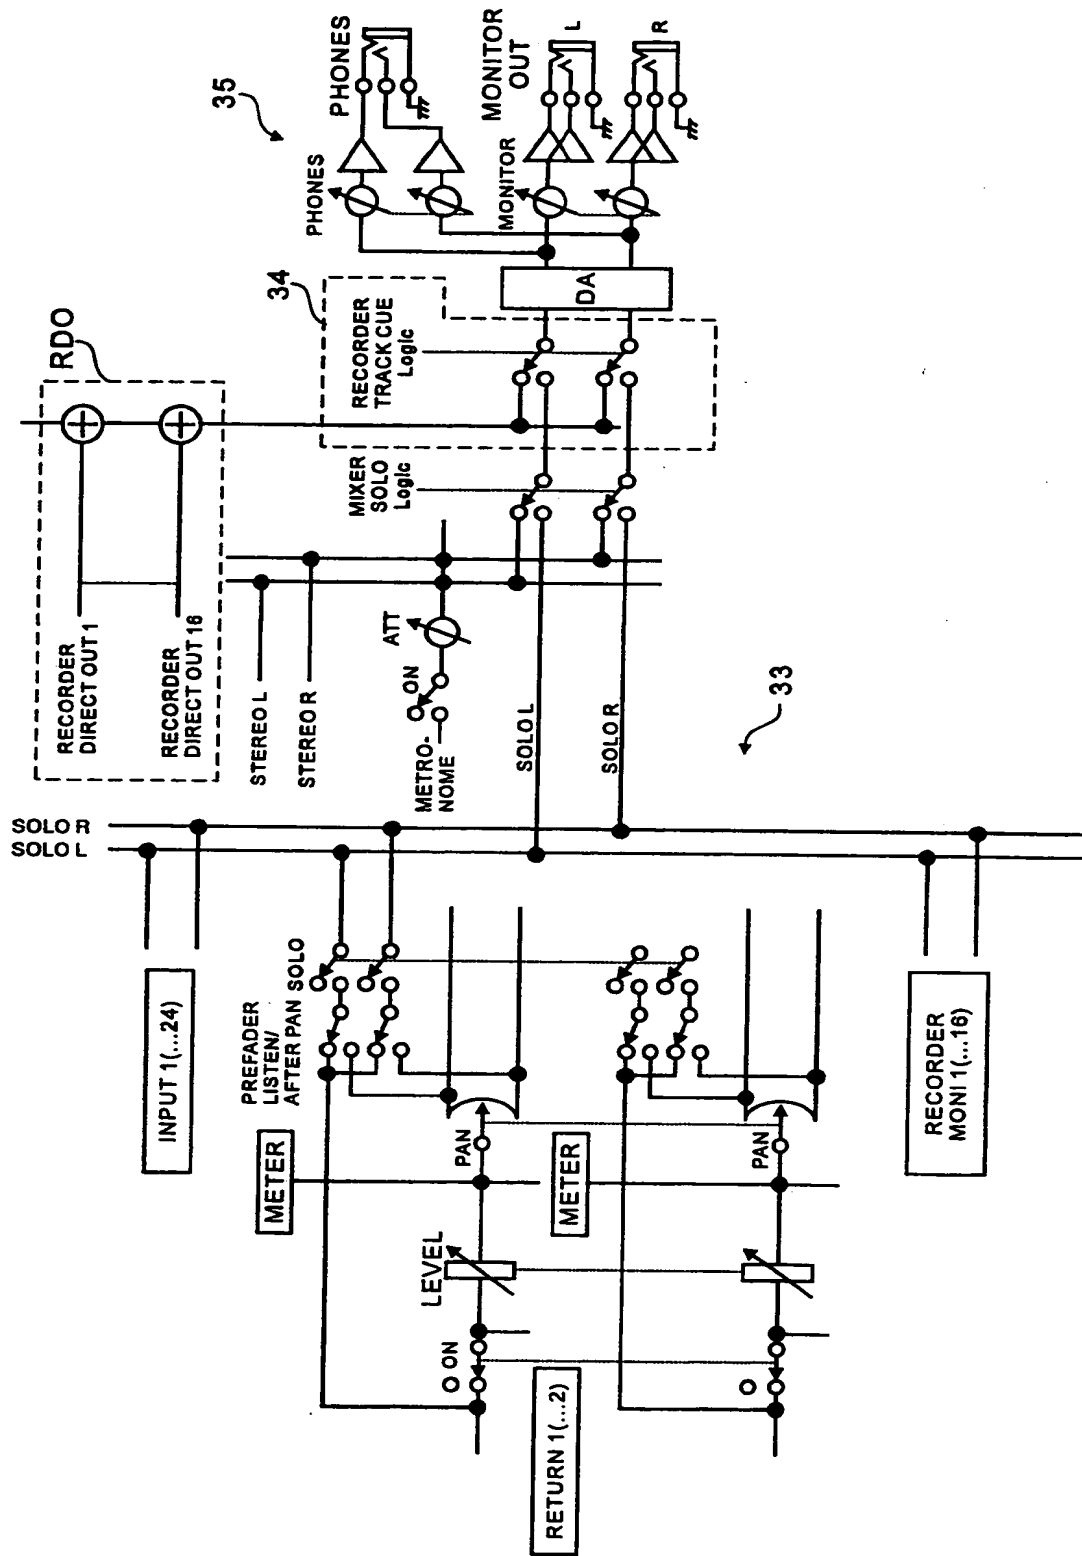 35
PHONES
PHONES
MONITOR
OUT
L
R
MONITOR
34
RECORDER
TRACK CUE
Logic
DA
RDO
RECORDER
DIRECT OUT 1
RECORDER
DIRECT OUT 16
MIXER
SOLO
Logic
STEREO L
STEREO R
ATT
ON
METRO-
NOME
SOLO L
SOLO R
33
SOLO R
SOLO L
INPUT 1(...24)
PREFADER
LISTEN/
AFTER PAN
SOLO
METER
PAN
METER
PAN
RECORDER
MONI 1(...16)
LEVEL
ON
RETURN 1(...2)